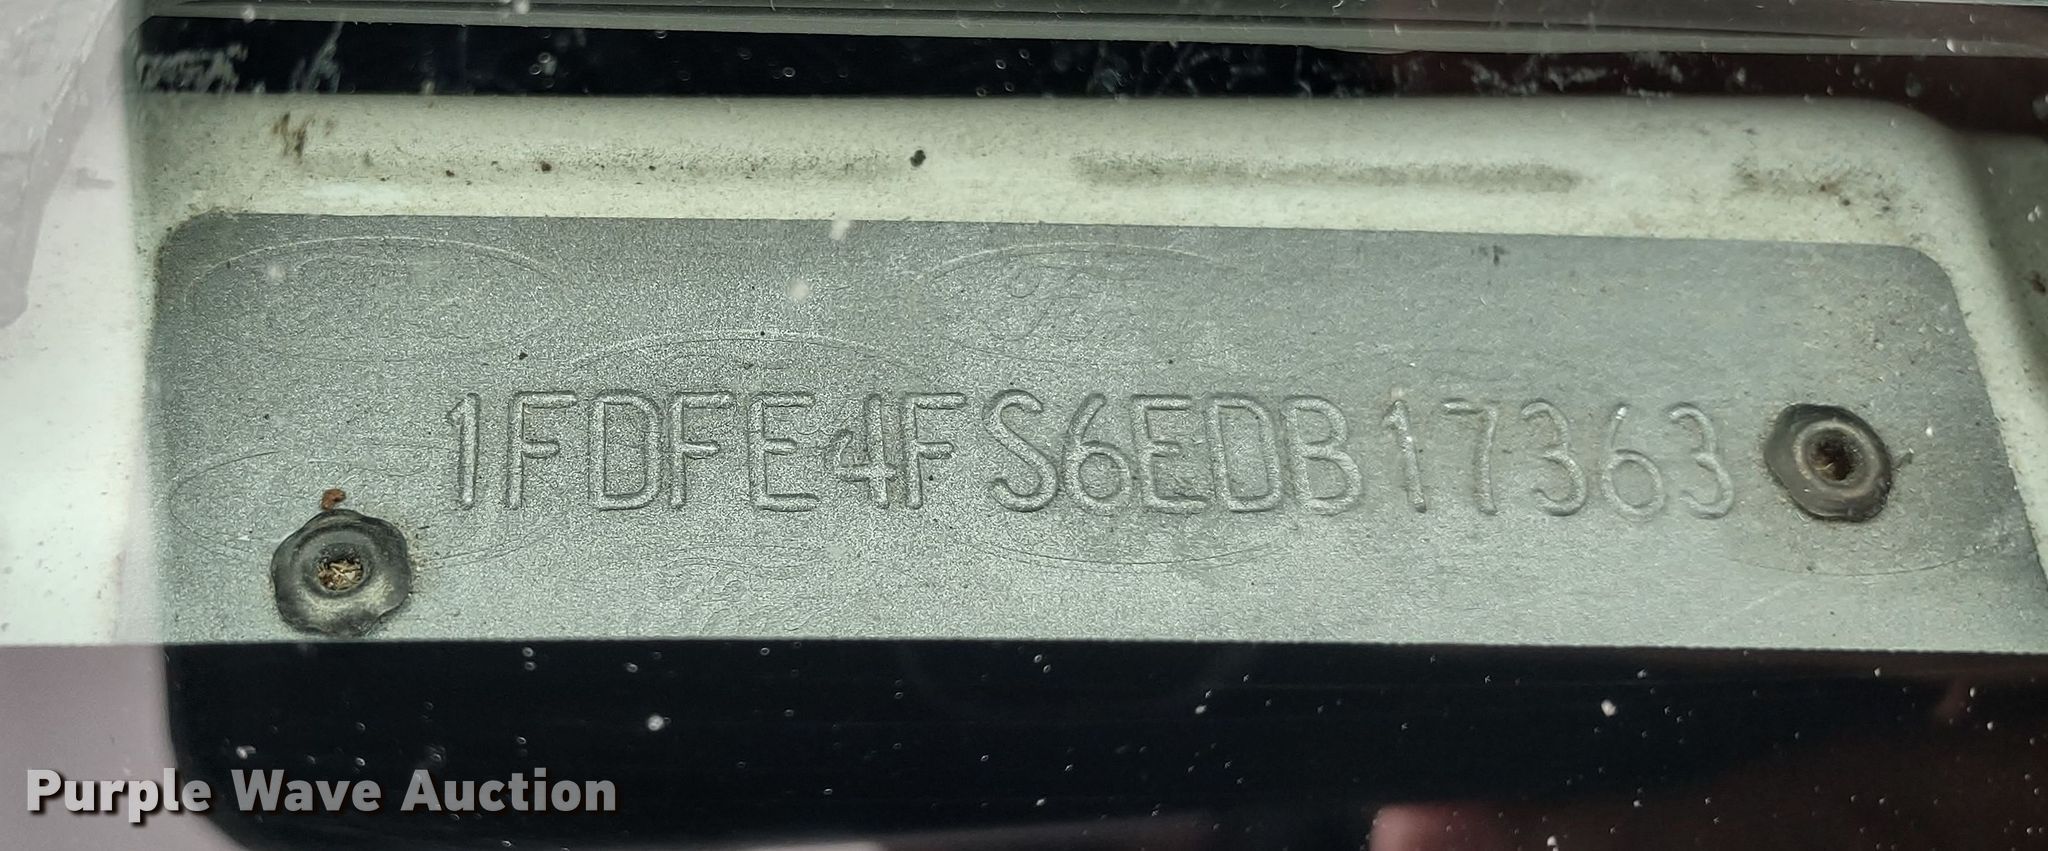 1FDFE4FS6EDB17363
Purple Wave Auction